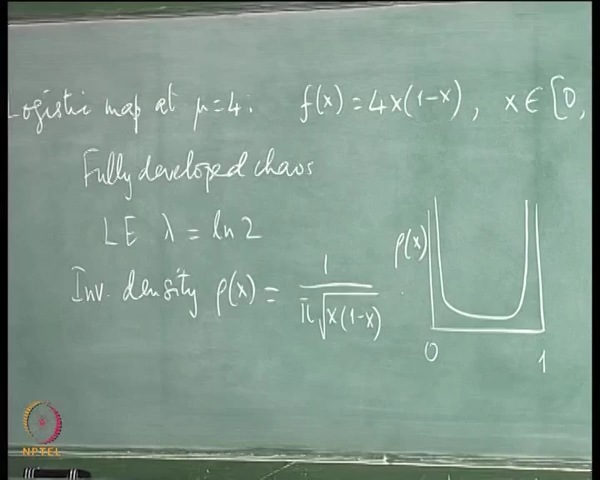 Logistic map at μ=4. f(x) = 4x(1-x), x ∈ [0,
Fully developed chaos
LE λ = ln 2
Inv. density ρ(x) = 1/(π√x(1-x)) .
ρ(x)
0 1
NPTEL